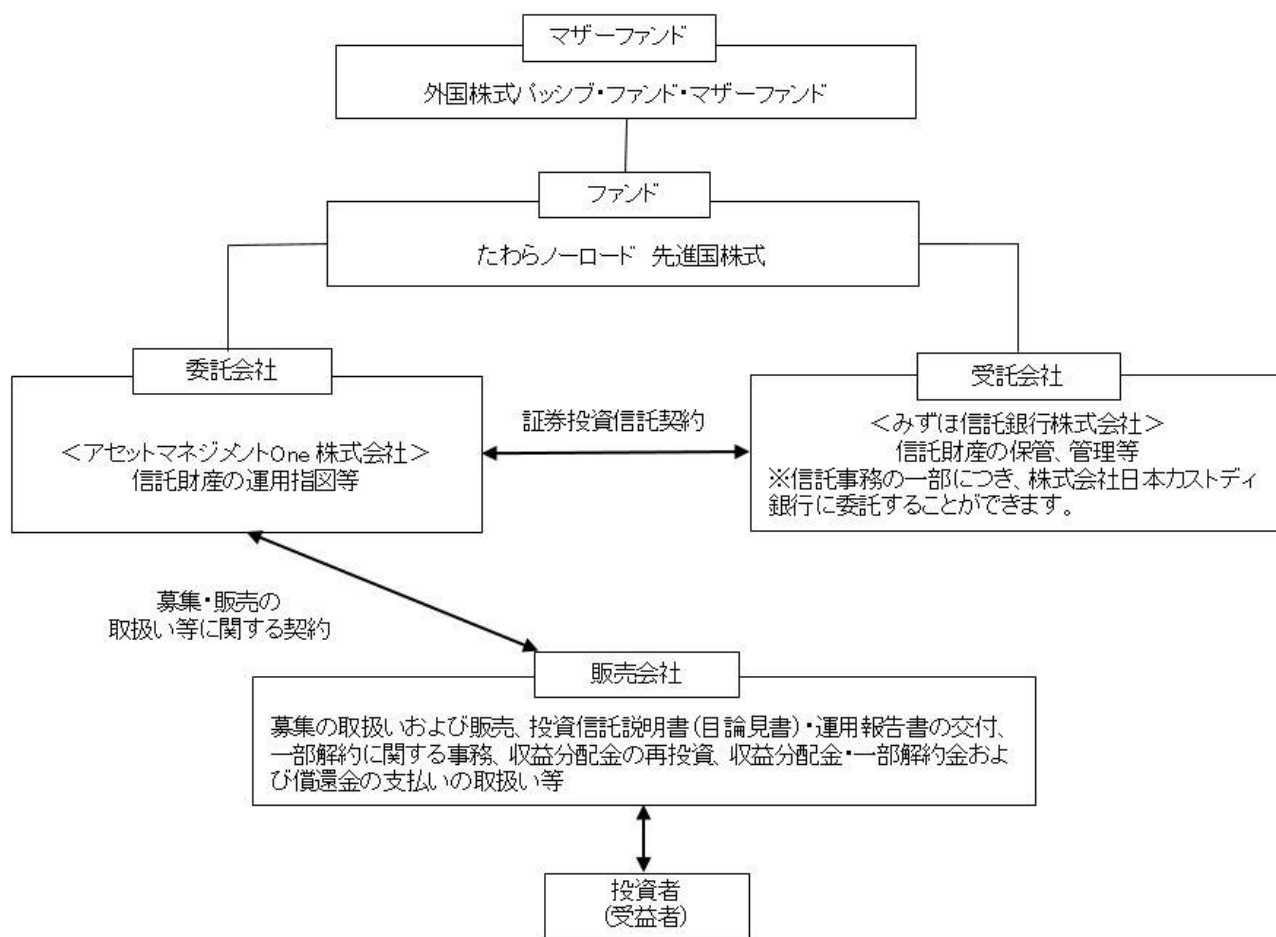 マザーファンド
外国株式パッシブ・ファンド・マザーファンド
ファンド
たわらノーロード 先進国株式
委託会社
<アセットマネジメントOne 株式会社>
信託財産の運用指図等
証券投資信託契約
受託会社
<みずほ信託銀行株式会社>
信託財産の保管、管理等
※信託事務の一部につき、株式会社日本カストディ
銀行に委託することができます。
募集・販売の
取扱い等に関する契約
販売会社
募集の取扱いおよび販売、投資信託説明書(目論見書)・運用報告書の交付、
一部解約に関する事務、収益分配金の再投資、収益分配金・一部解約金およ
び償還金の支払いの取扱い等
投資者
(受益者)